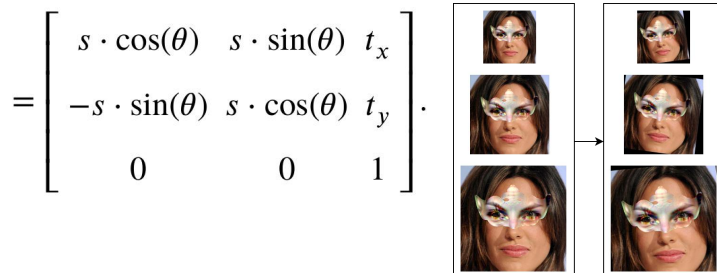 = [ s · cos(θ) s · sin(θ) t_x
−s · sin(θ) s · cos(θ) t_y
0 0 1 ] .